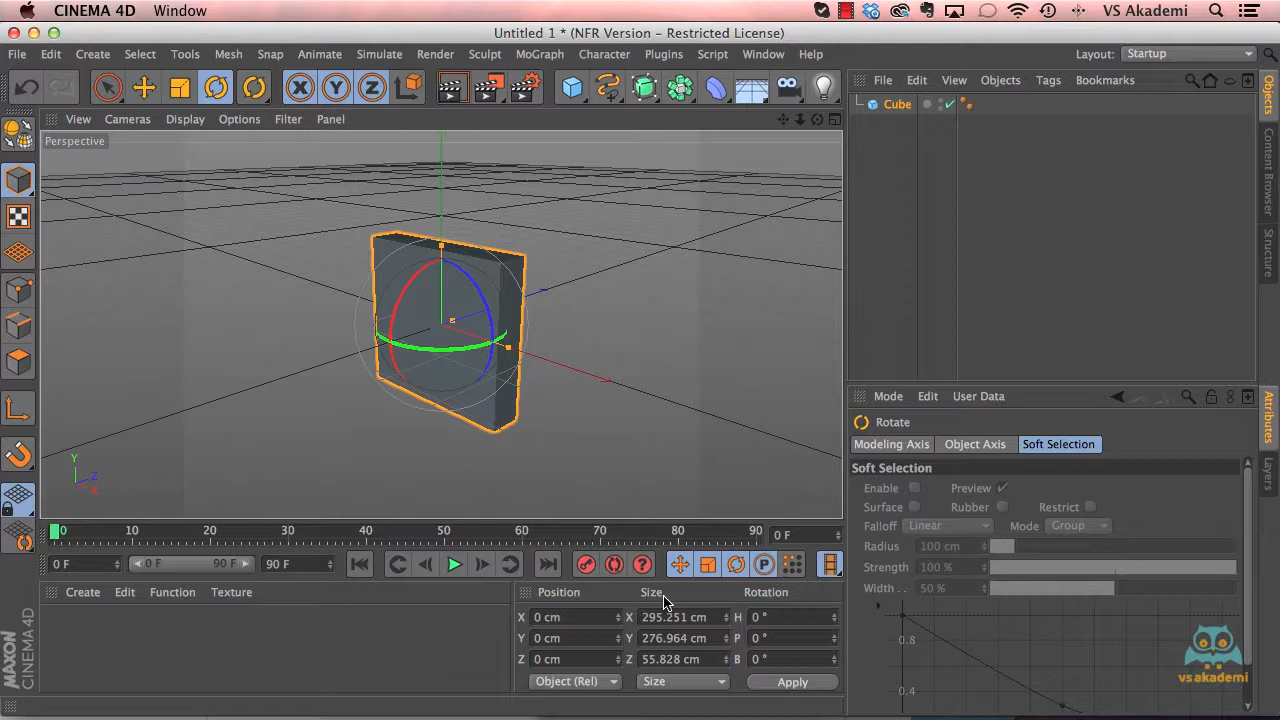 CINEMA 4D Window VS Akademi
Untitled 1 * (NFR Version - Restricted License)
File Edit Create Select Tools Mesh Snap Animate Simulate Render Sculpt MoGraph Character Plugins Script Window Help Layout: Startup
X Y Z
File Edit View Objects Tags Bookmarks
Cube
View Cameras Display Options Filter Panel
Perspective
Y
Z
X
Objects
Content Browser
Structure
Mode Edit User Data
Rotate
Modeling Axis Object Axis Soft Selection
Soft Selection
Enable Preview
Surface Rubber Restrict
Falloff Linear Mode Group
Radius 100 cm
Strength 100 %
Width . . 50 %
0.8
0.4
Attributes
Layers
0 10 20 30 40 50 60 70 80 90 0 F
0 F 0 F 90 F 90 F P
Create Edit Function Texture
Position Size Rotation
X 0 cm X 295.251 cm H 0 °
Y 0 cm Y 276.964 cm P 0 °
Z 0 cm Z 55.828 cm B 0 °
Object (Rel) Size Apply
MAXON
CINEMA 4D
vs akademi